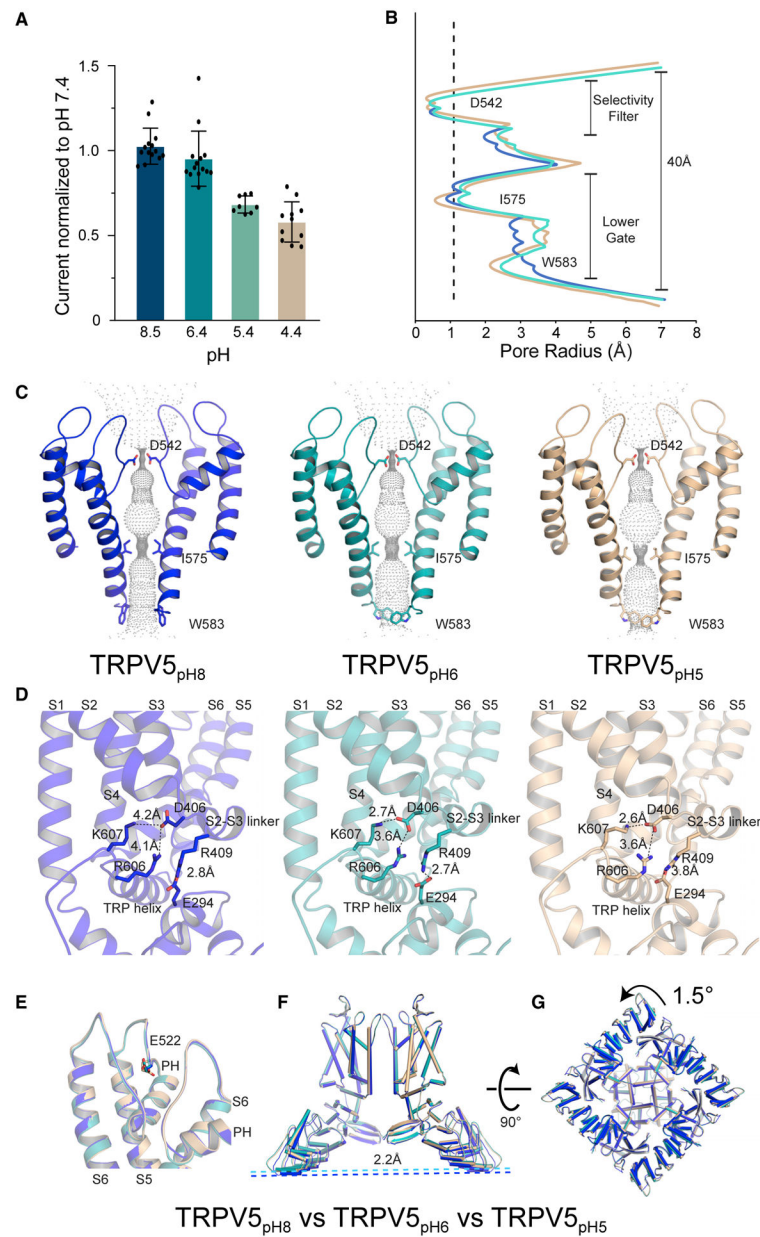 A
Current normalized to pH 7.4
1.5
1.0
0.5
0
8.5 6.4 5.4 4.4
pH
B
D542
Selectivity
Filter
40Å
I575
Lower
Gate
W583
0 1 2 3 4 5 6 7 8
Pore Radius (Å)
C
D542
I575
W583
TRPV5pH8
D542
I575
W583
TRPV5pH6
D542
I575
W583
TRPV5pH5
D
S1 S2 S3 S6 S5
S4
4.2Å
D406
S2-S3 linker
K607
4.1Å
R409
R606
2.8Å
TRP helix
E294
S1 S2 S3 S6 S5
S4
2.7Å
D406
S2-S3 linker
K607
3.6Å
R409
R606
2.7Å
TRP helix
E294
S1 S2 S3 S6 S5
S4
2.6Å
D406
S2-S3 linker
K607
3.6Å
R409
R606
3.8Å
TRP helix
E294
E
E522
PH
S6
PH
S6 S5
F
2.2Å
90°
G
1.5°
TRPV5pH8 vs TRPV5pH6 vs TRPV5pH5